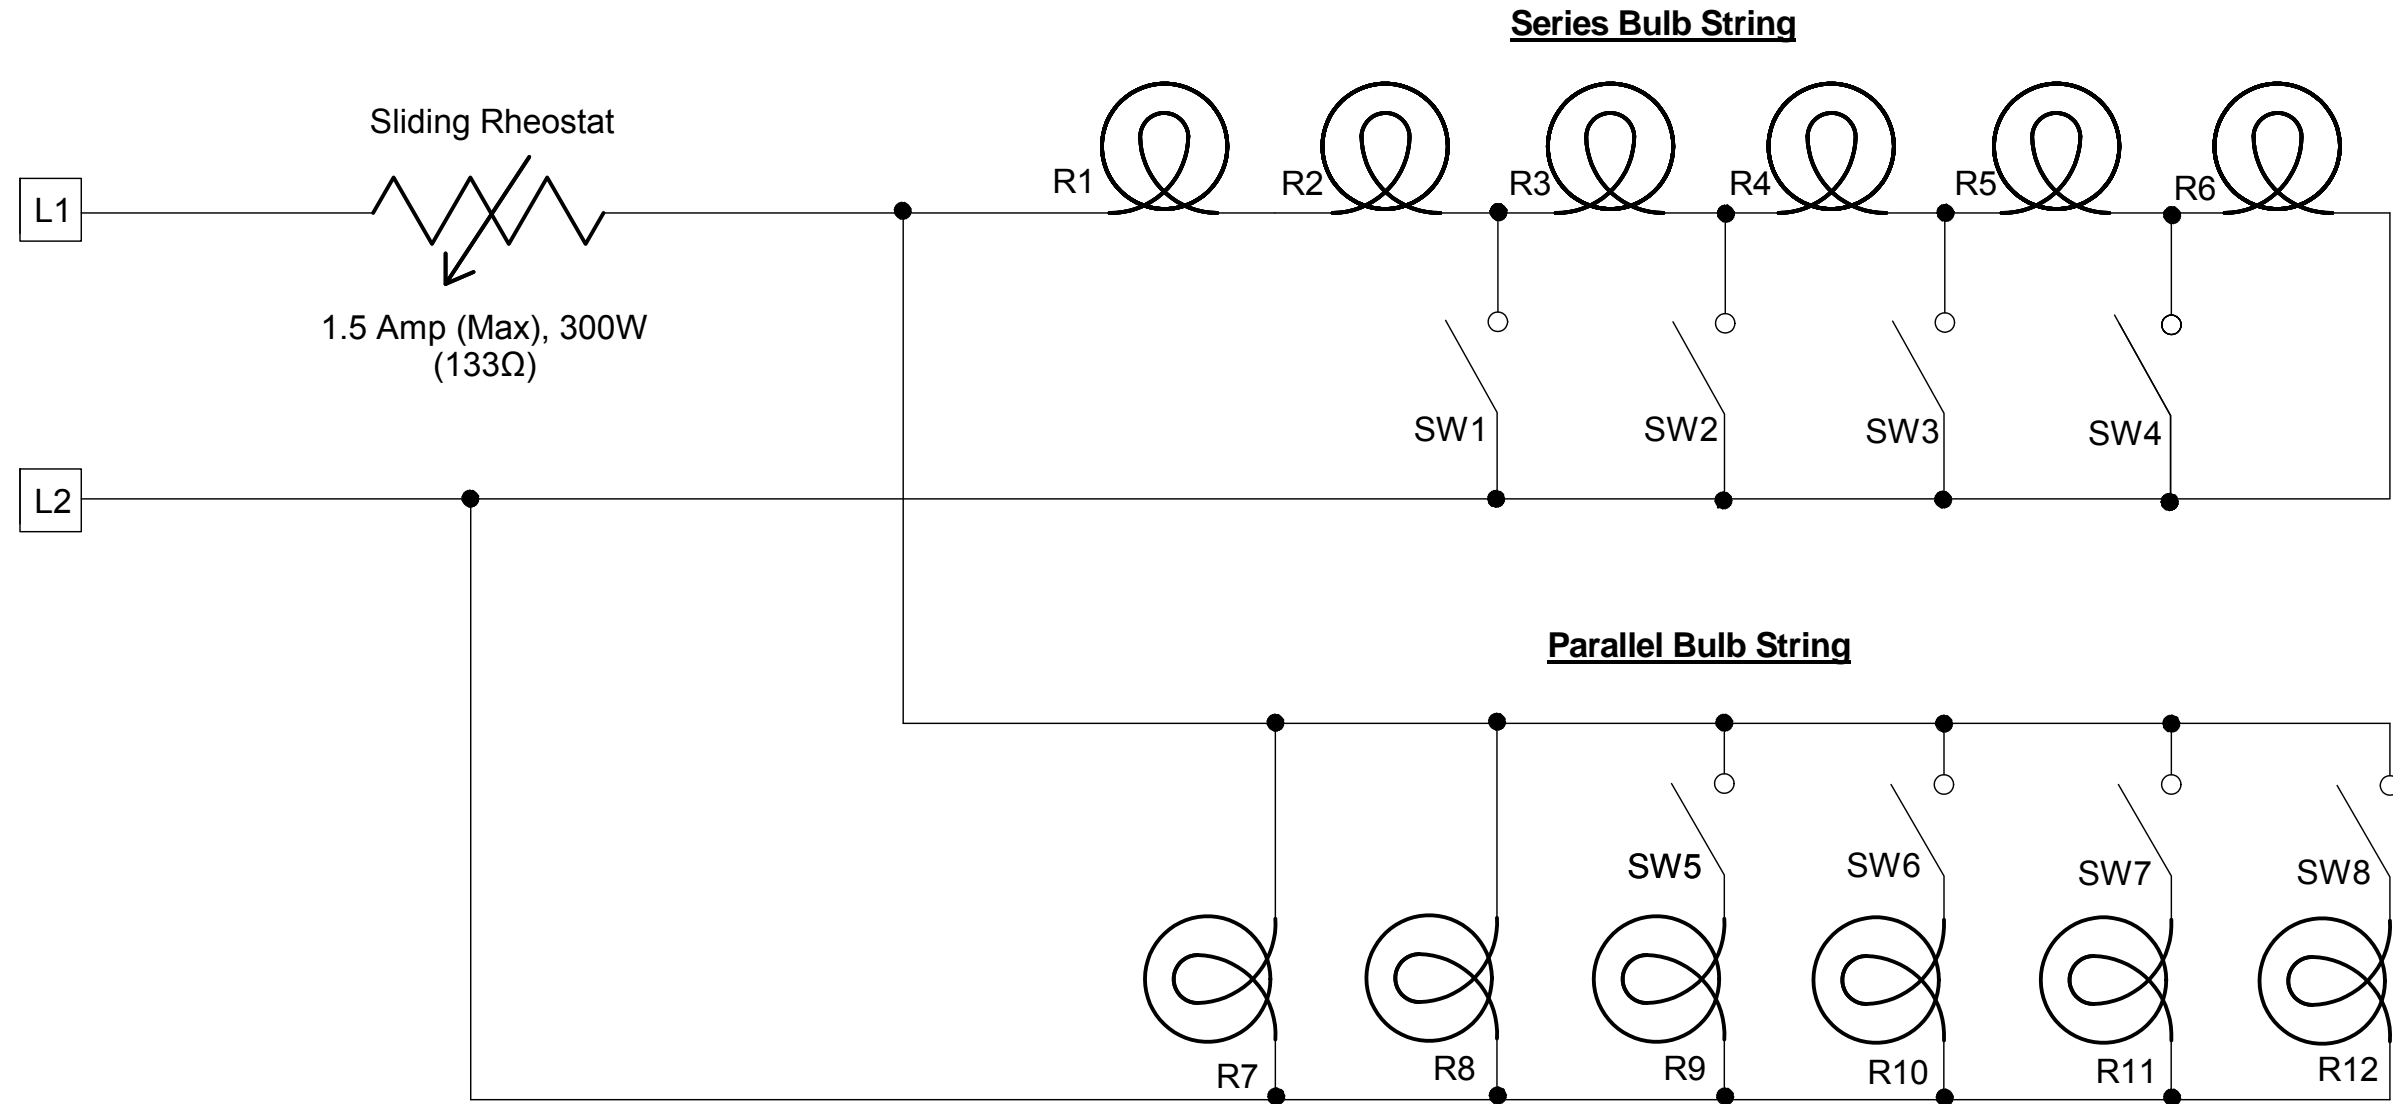 Series Bulb String
Sliding Rheostat
L1
R1
R2
R3
R4
R5
R6
1.5 Amp (Max), 300W
(133Ω)
SW1
SW2
SW3
SW4
L2
Parallel Bulb String
SW5
SW6
SW7
SW8
R7
R8
R9
R10
R11
R12